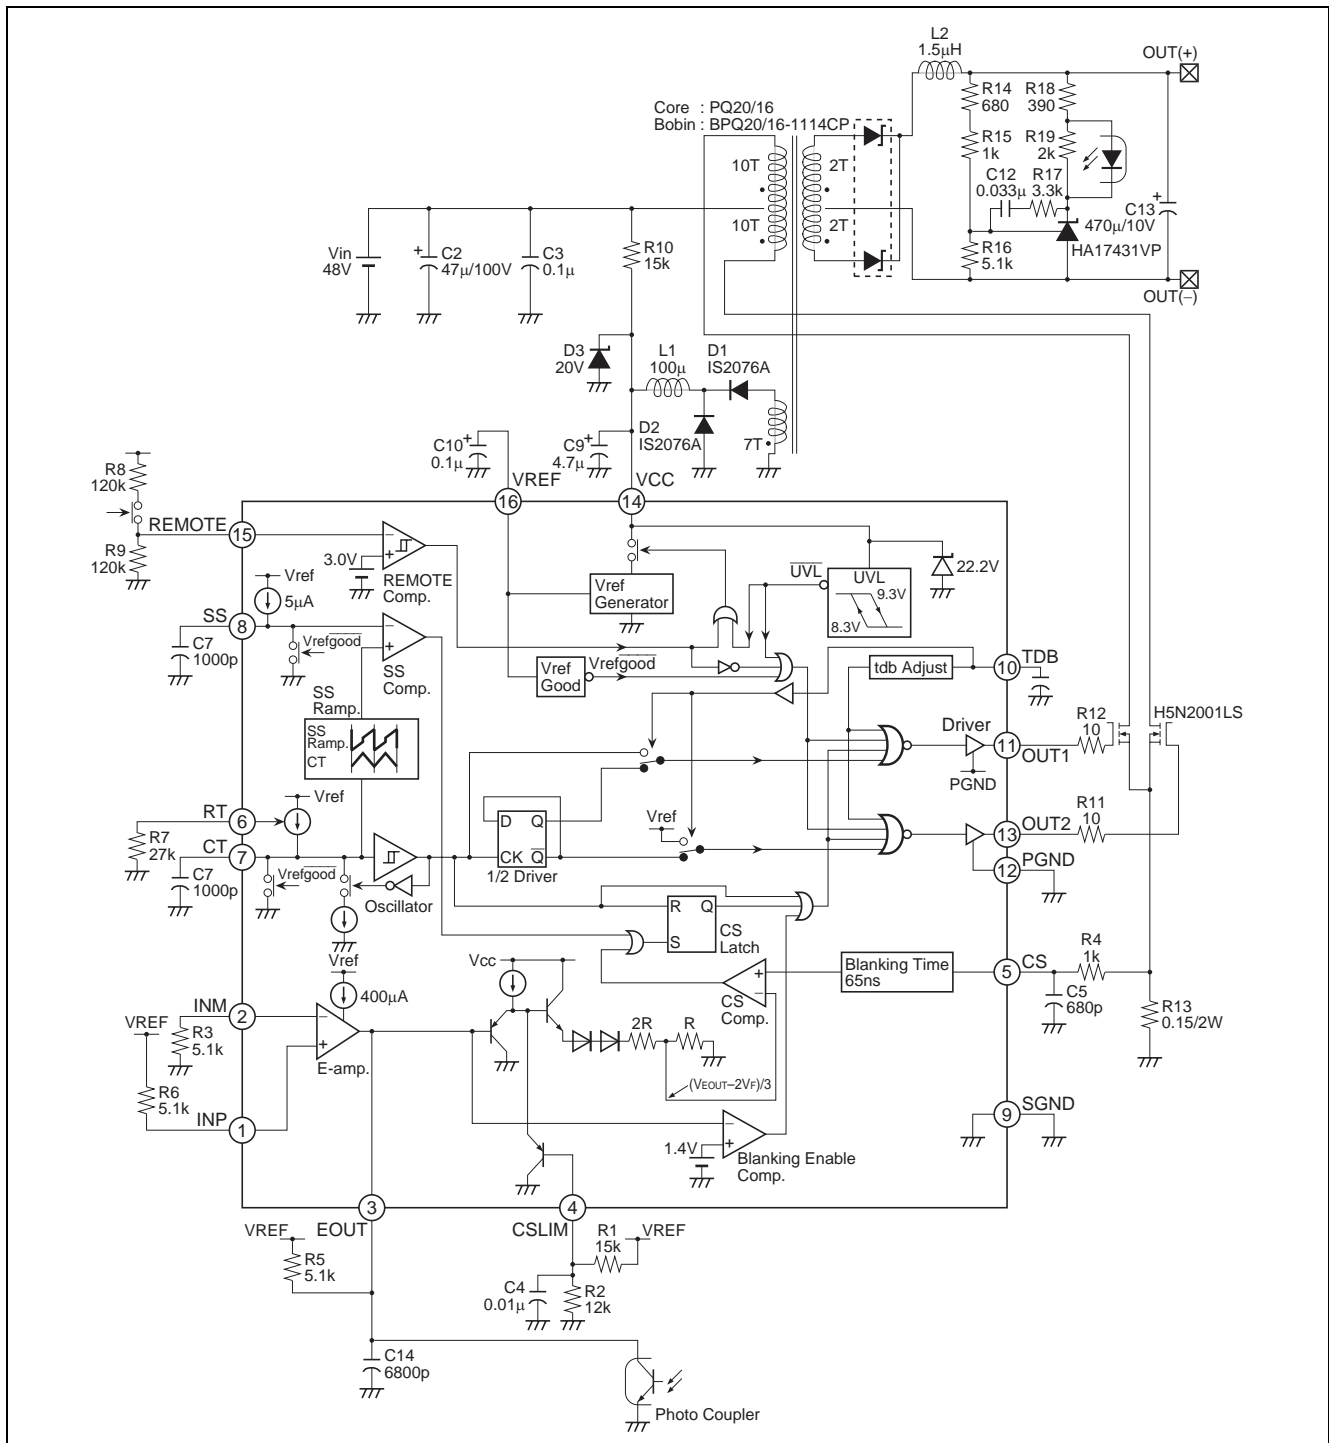 L2
1.5μH
OUT(+)
R14
680
R18
390
Core : PQ20/16
Bobin : BPQ20/16-1114CP
R15
1k
R19
2k
10T
2T
C12
0.033μ
R17
3.3k
C13
470μ/10V
10T
2T
Vin
48V
C2
47μ/100V
C3
0.1μ
R10
15k
R16
5.1k
HA17431VP
OUT(−)
D3
20V
L1
100μ
D1
IS2076A
D2
IS2076A
7T
C10
0.1μ
C9
4.7μ
R8
120k
VREF
VCC
16
14
REMOTE
15
R9
120k
3.0V
REMOTE
Comp.
Vref
Generator
UVL
UVL
9.3V
8.3V
22.2V
Vref
5μA
SS
8
C7
1000p
Vrefgood
SS
Comp.
Vref
Good
Vrefgood
tdb Adjust
10
TDB
SS
Ramp.
SS
Ramp.
CT
Driver
11
OUT1
R12
10
H5N2001LS
PGND
RT
6
R7
27k
Vref
CT
7
C7
1000p
Vrefgood
Oscillator
D
Q
CK
Q
1/2 Driver
Vref
13
OUT2
R11
10
PGND
12
R
Q
S
CS
Latch
Vref
400μA
Vcc
CS
Comp.
Blanking Time
65ns
5
CS
R4
1k
C5
680p
R13
0.15/2W
INM
2
VREF
R3
5.1k
E-amp.
2R
R
(VEOUT−2VF)/3
R6
5.1k
INP
1
1.4V
Blanking Enable
Comp.
9
SGND
3
EOUT
4
CSLIM
VREF
R5
5.1k
R1
15k
VREF
C4
0.01μ
R2
12k
C14
6800p
Photo Coupler